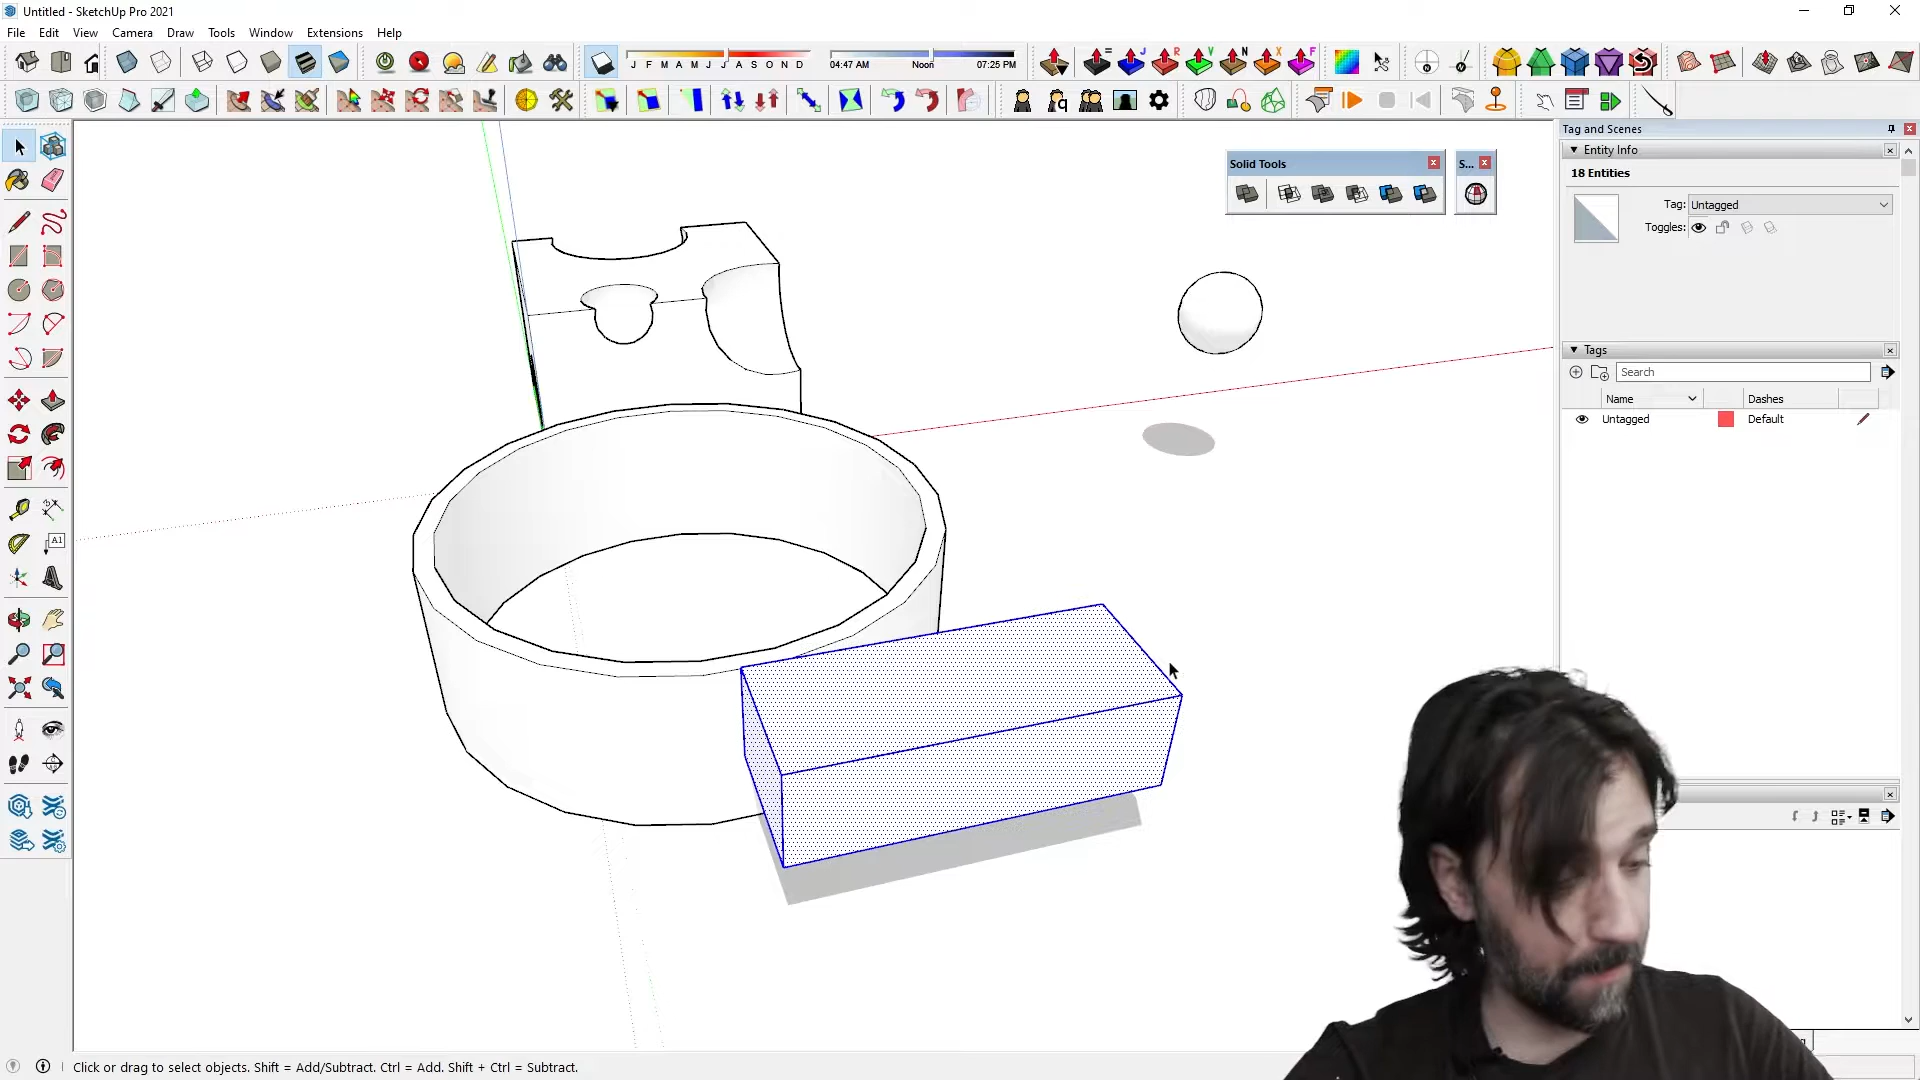 Untitled - SketchUp Pro 2021
File Edit View Camera Draw Tools Window Extensions Help
J F M A M J J A S O N D
04:47 AM Noon 07:25 PM
= J R V N X F
Tag and Scenes
Entity Info
18 Entities
Tag: Untagged
Toggles:
Solid Tools
S...
Tags
Search
Name Dashes
Untagged Default
A1
Click or drag to select objects. Shift = Add/Subtract. Ctrl = Add. Shift + Ctrl = Subtract.